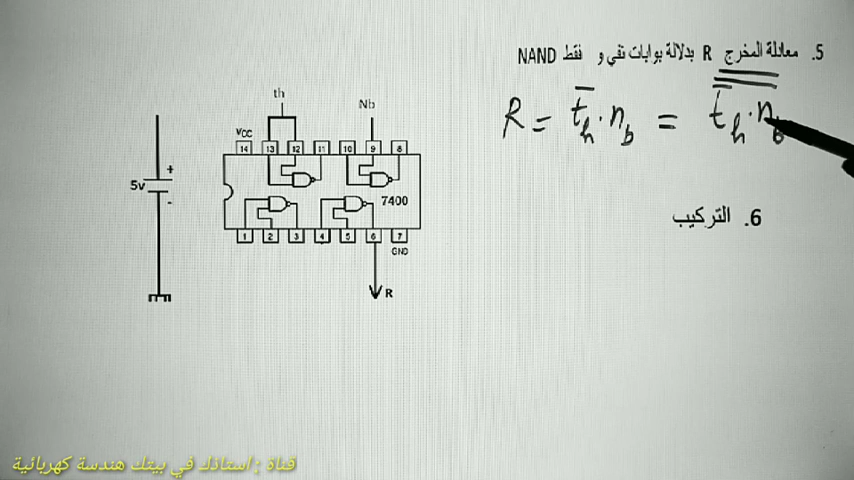 5. معادلة المخرج R بدلالة بوابات نفي و فقط NAND
R = t̅h . nb = t̅h . nb
6. التركيب
th
Nb
VCC
14 13 12 11 10 9 8
5v
+
-
7400
1 2 3 4 5 6 7
GND
R
قناة : استاذك في بيتك هندسة كهربائية